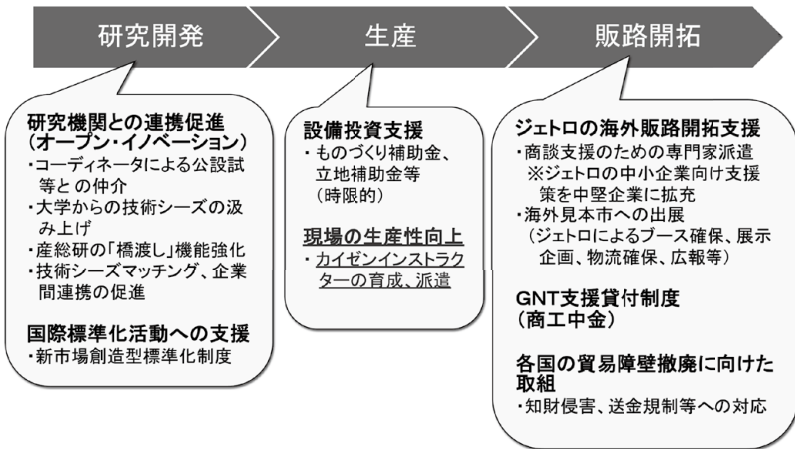 研究開発
生産
販路開拓
研究機関との連携促進
(オープン・イノベーション)
・コーディネータによる公設試
等との仲介
・大学からの技術シーズの汲
み上げ
・産総研の「橋渡し」機能強化
・技術シーズマッチング、企業
間連携の促進
国際標準化活動への支援
・新市場創造型標準化制度
設備投資支援
・ものづくり補助金、
立地補助金等
(時限的)
現場の生産性向上
・カイゼンインストラク
ターの育成、派遣
ジェトロの海外販路開拓支援
・商談支援のための専門家派遣
※ジェトロの中小企業向け支援
策を中堅企業に拡充
・海外見本市への出展
(ジェトロによるブース確保、展示
企画、物流確保、広報等)
GNT支援貸付制度
(商工中金)
各国の貿易障壁撤廃に向けた
取組
・知財侵害、送金規制等への対応